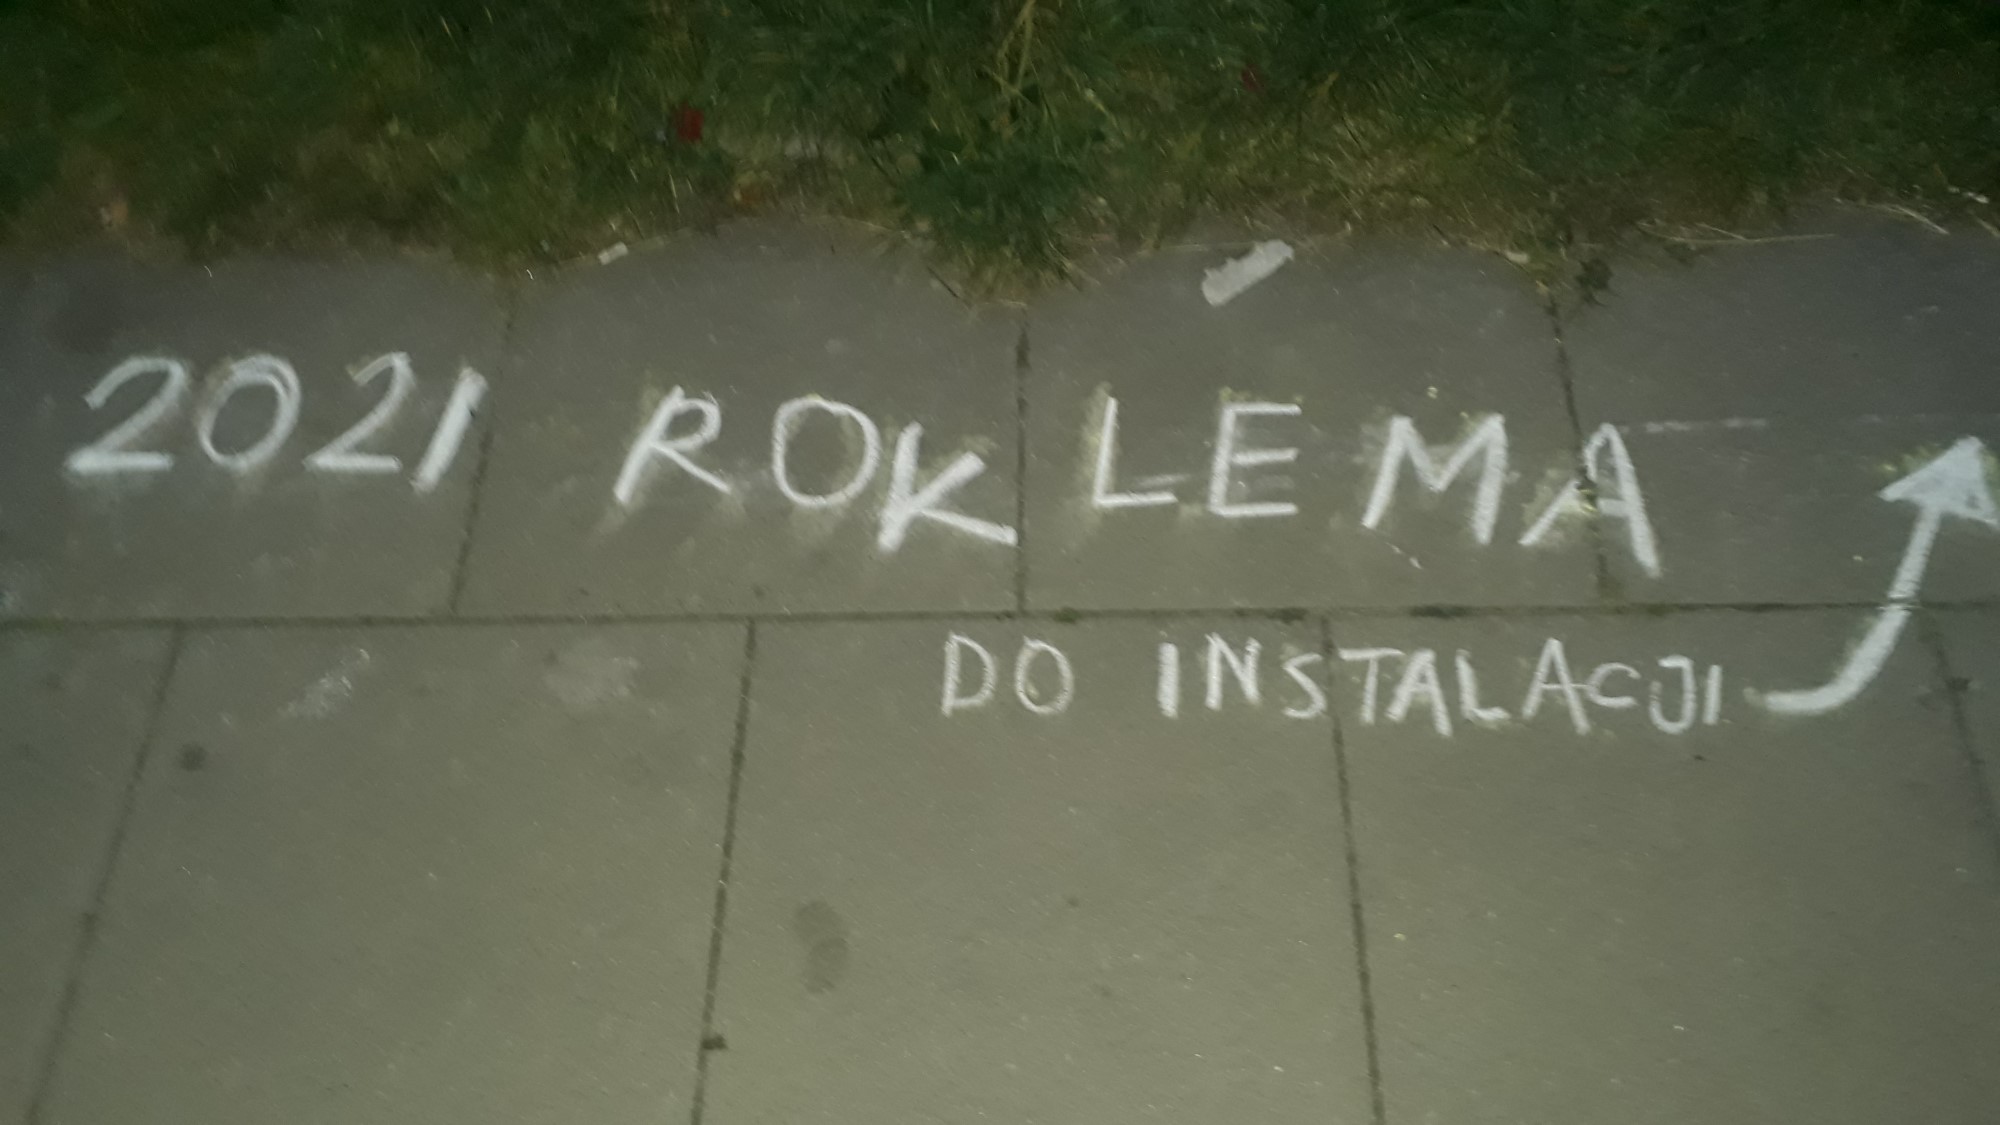 2021 ROK LEMA
DO INSTALACJI